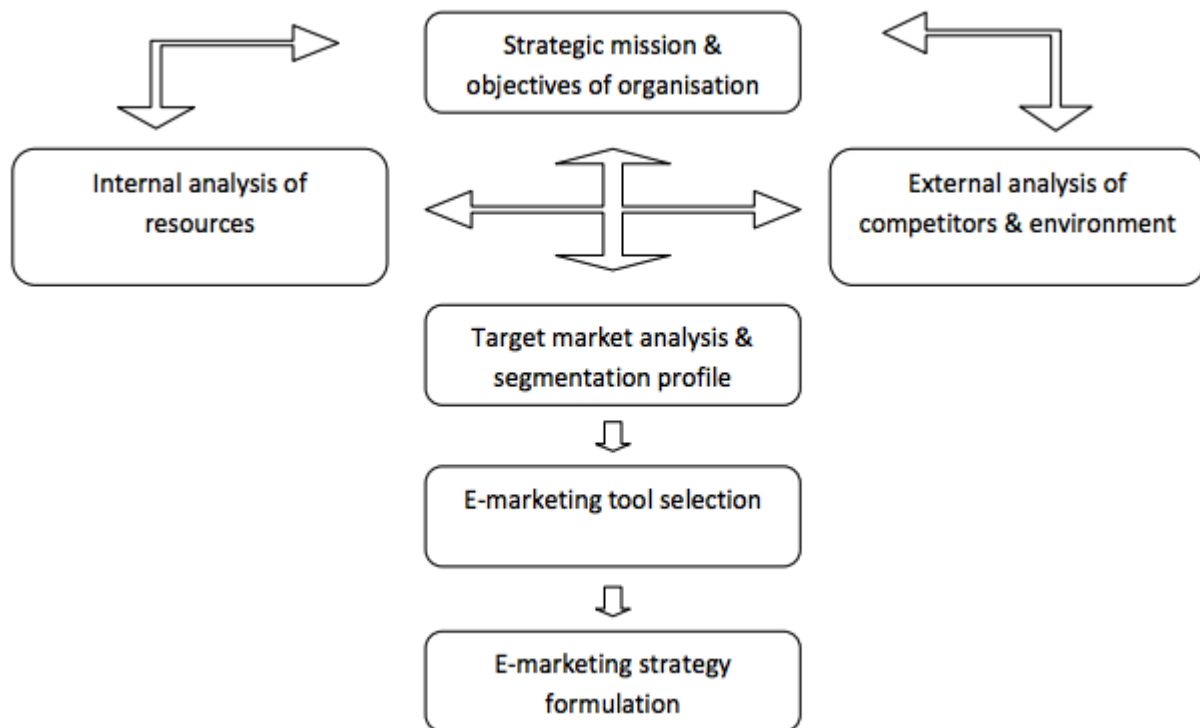 Strategic mission &
objectives of organisation
Internal analysis of
resources
External analysis of
competitors & environment
Target market analysis &
segmentation profile
E-marketing tool selection
E-marketing strategy
formulation